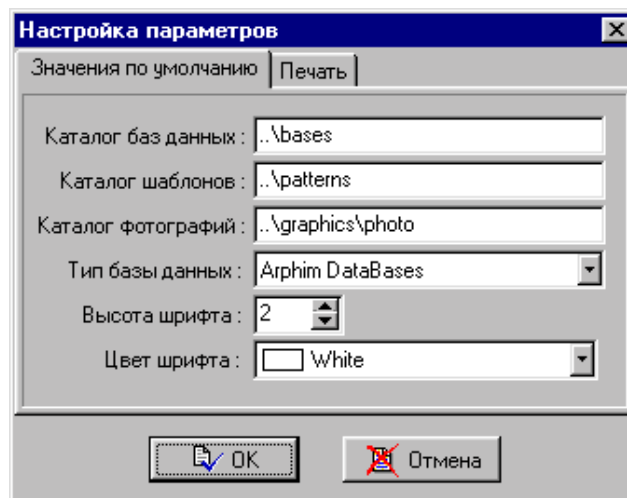 Настройка параметров
Значения по умолчанию Печать
Каталог баз данных : ..\bases
Каталог шаблонов : ..\patterns
Каталог фотографий : ..\graphics\photo
Тип базы данных : Arphim DataBases
Высота шрифта : 2
Цвет шрифта : White
OK Отмена